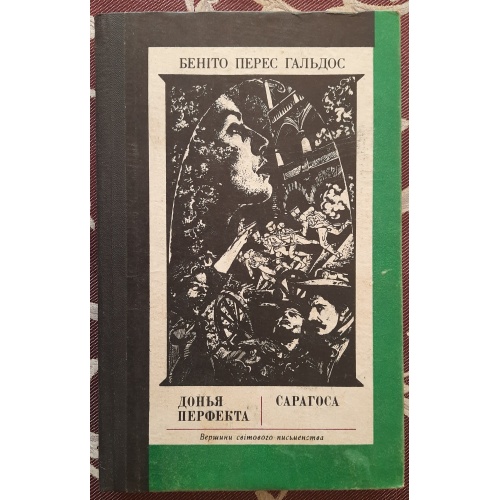 БЕНІТО ПЕРЕС ГАЛЬДОС
ДОНЬЯ
ПЕРФЕКТА
САРАГОСА
Вершини світового письменства